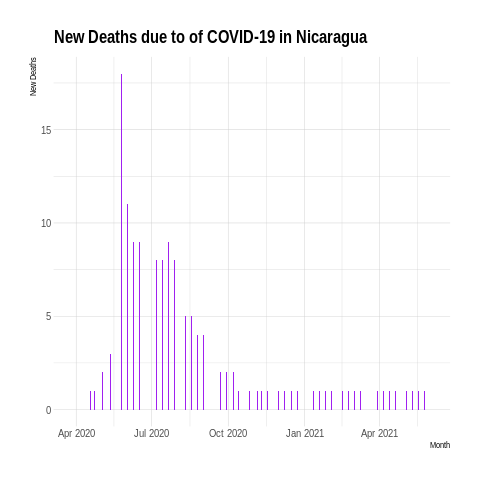 New Deaths due to of COVID-19 in Nicaragua
New Deaths
15
10
5
0
Apr 2020
Jul 2020
Oct 2020
Jan 2021
Apr 2021
Month